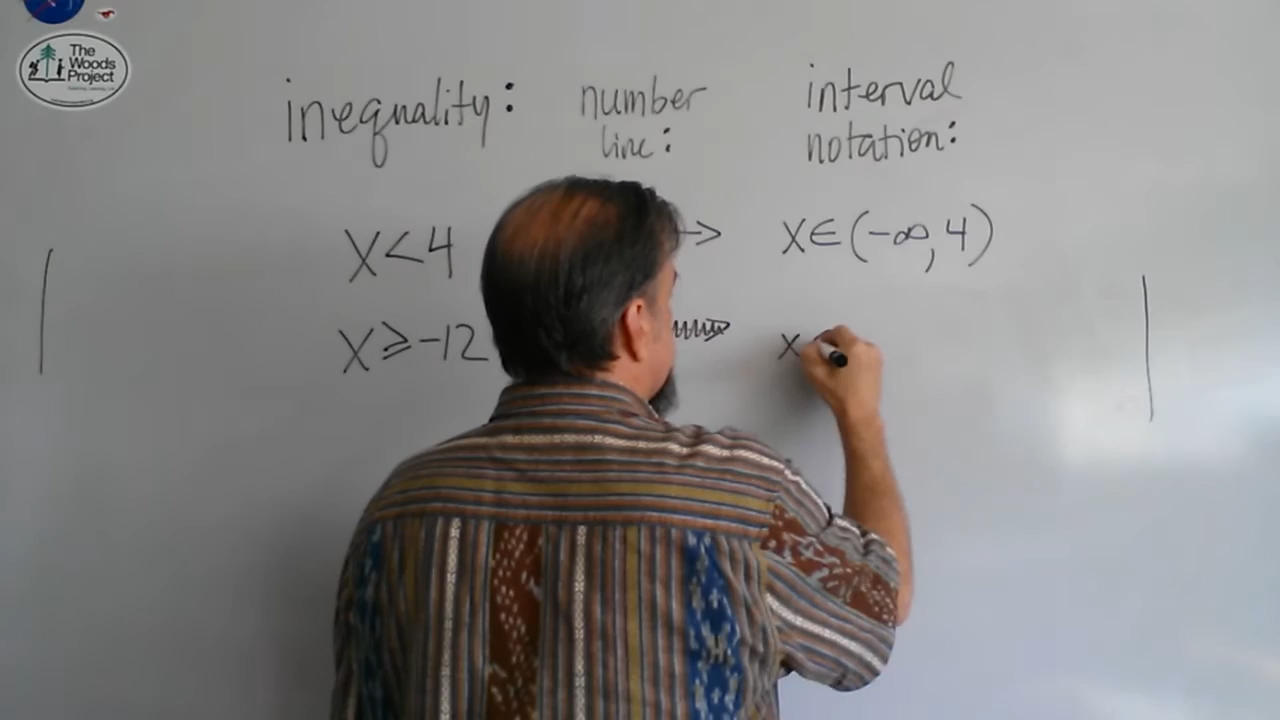 The
Woods
Project
inequality: number line: interval notation:
x<4 x∈(-∞,4)
x≥-12 x